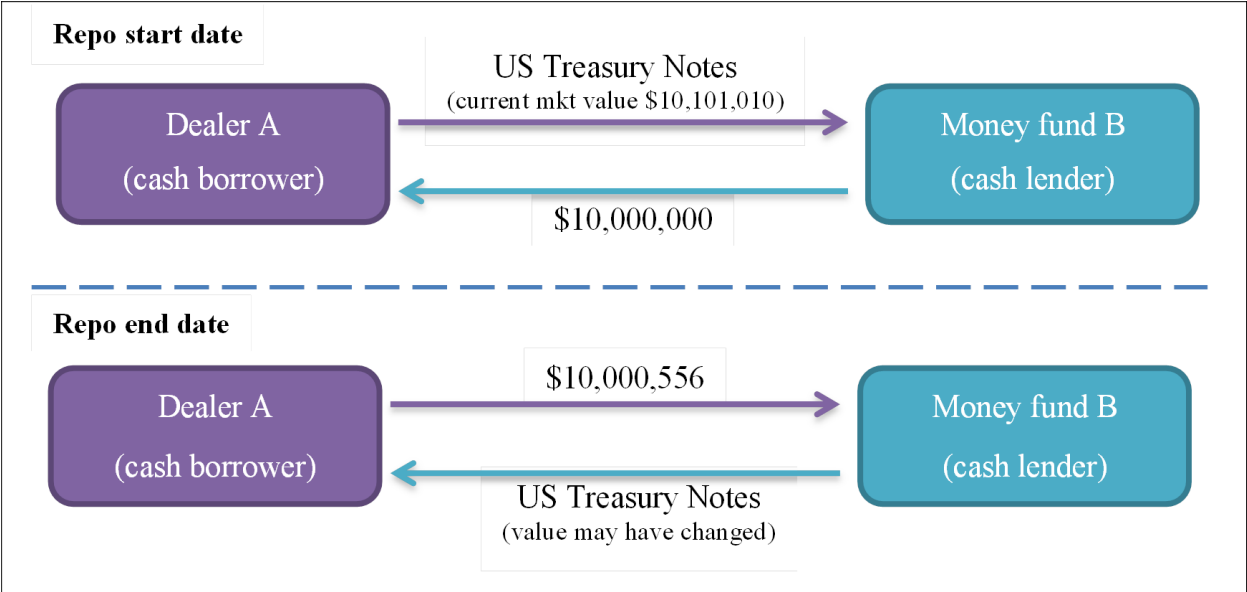 Repo start date
US Treasury Notes
(current mkt value $10,101,010)
Dealer A
(cash borrower)
Money fund B
(cash lender)
$10,000,000
Repo end date
$10,000,556
Dealer A
(cash borrower)
Money fund B
(cash lender)
US Treasury Notes
(value may have changed)